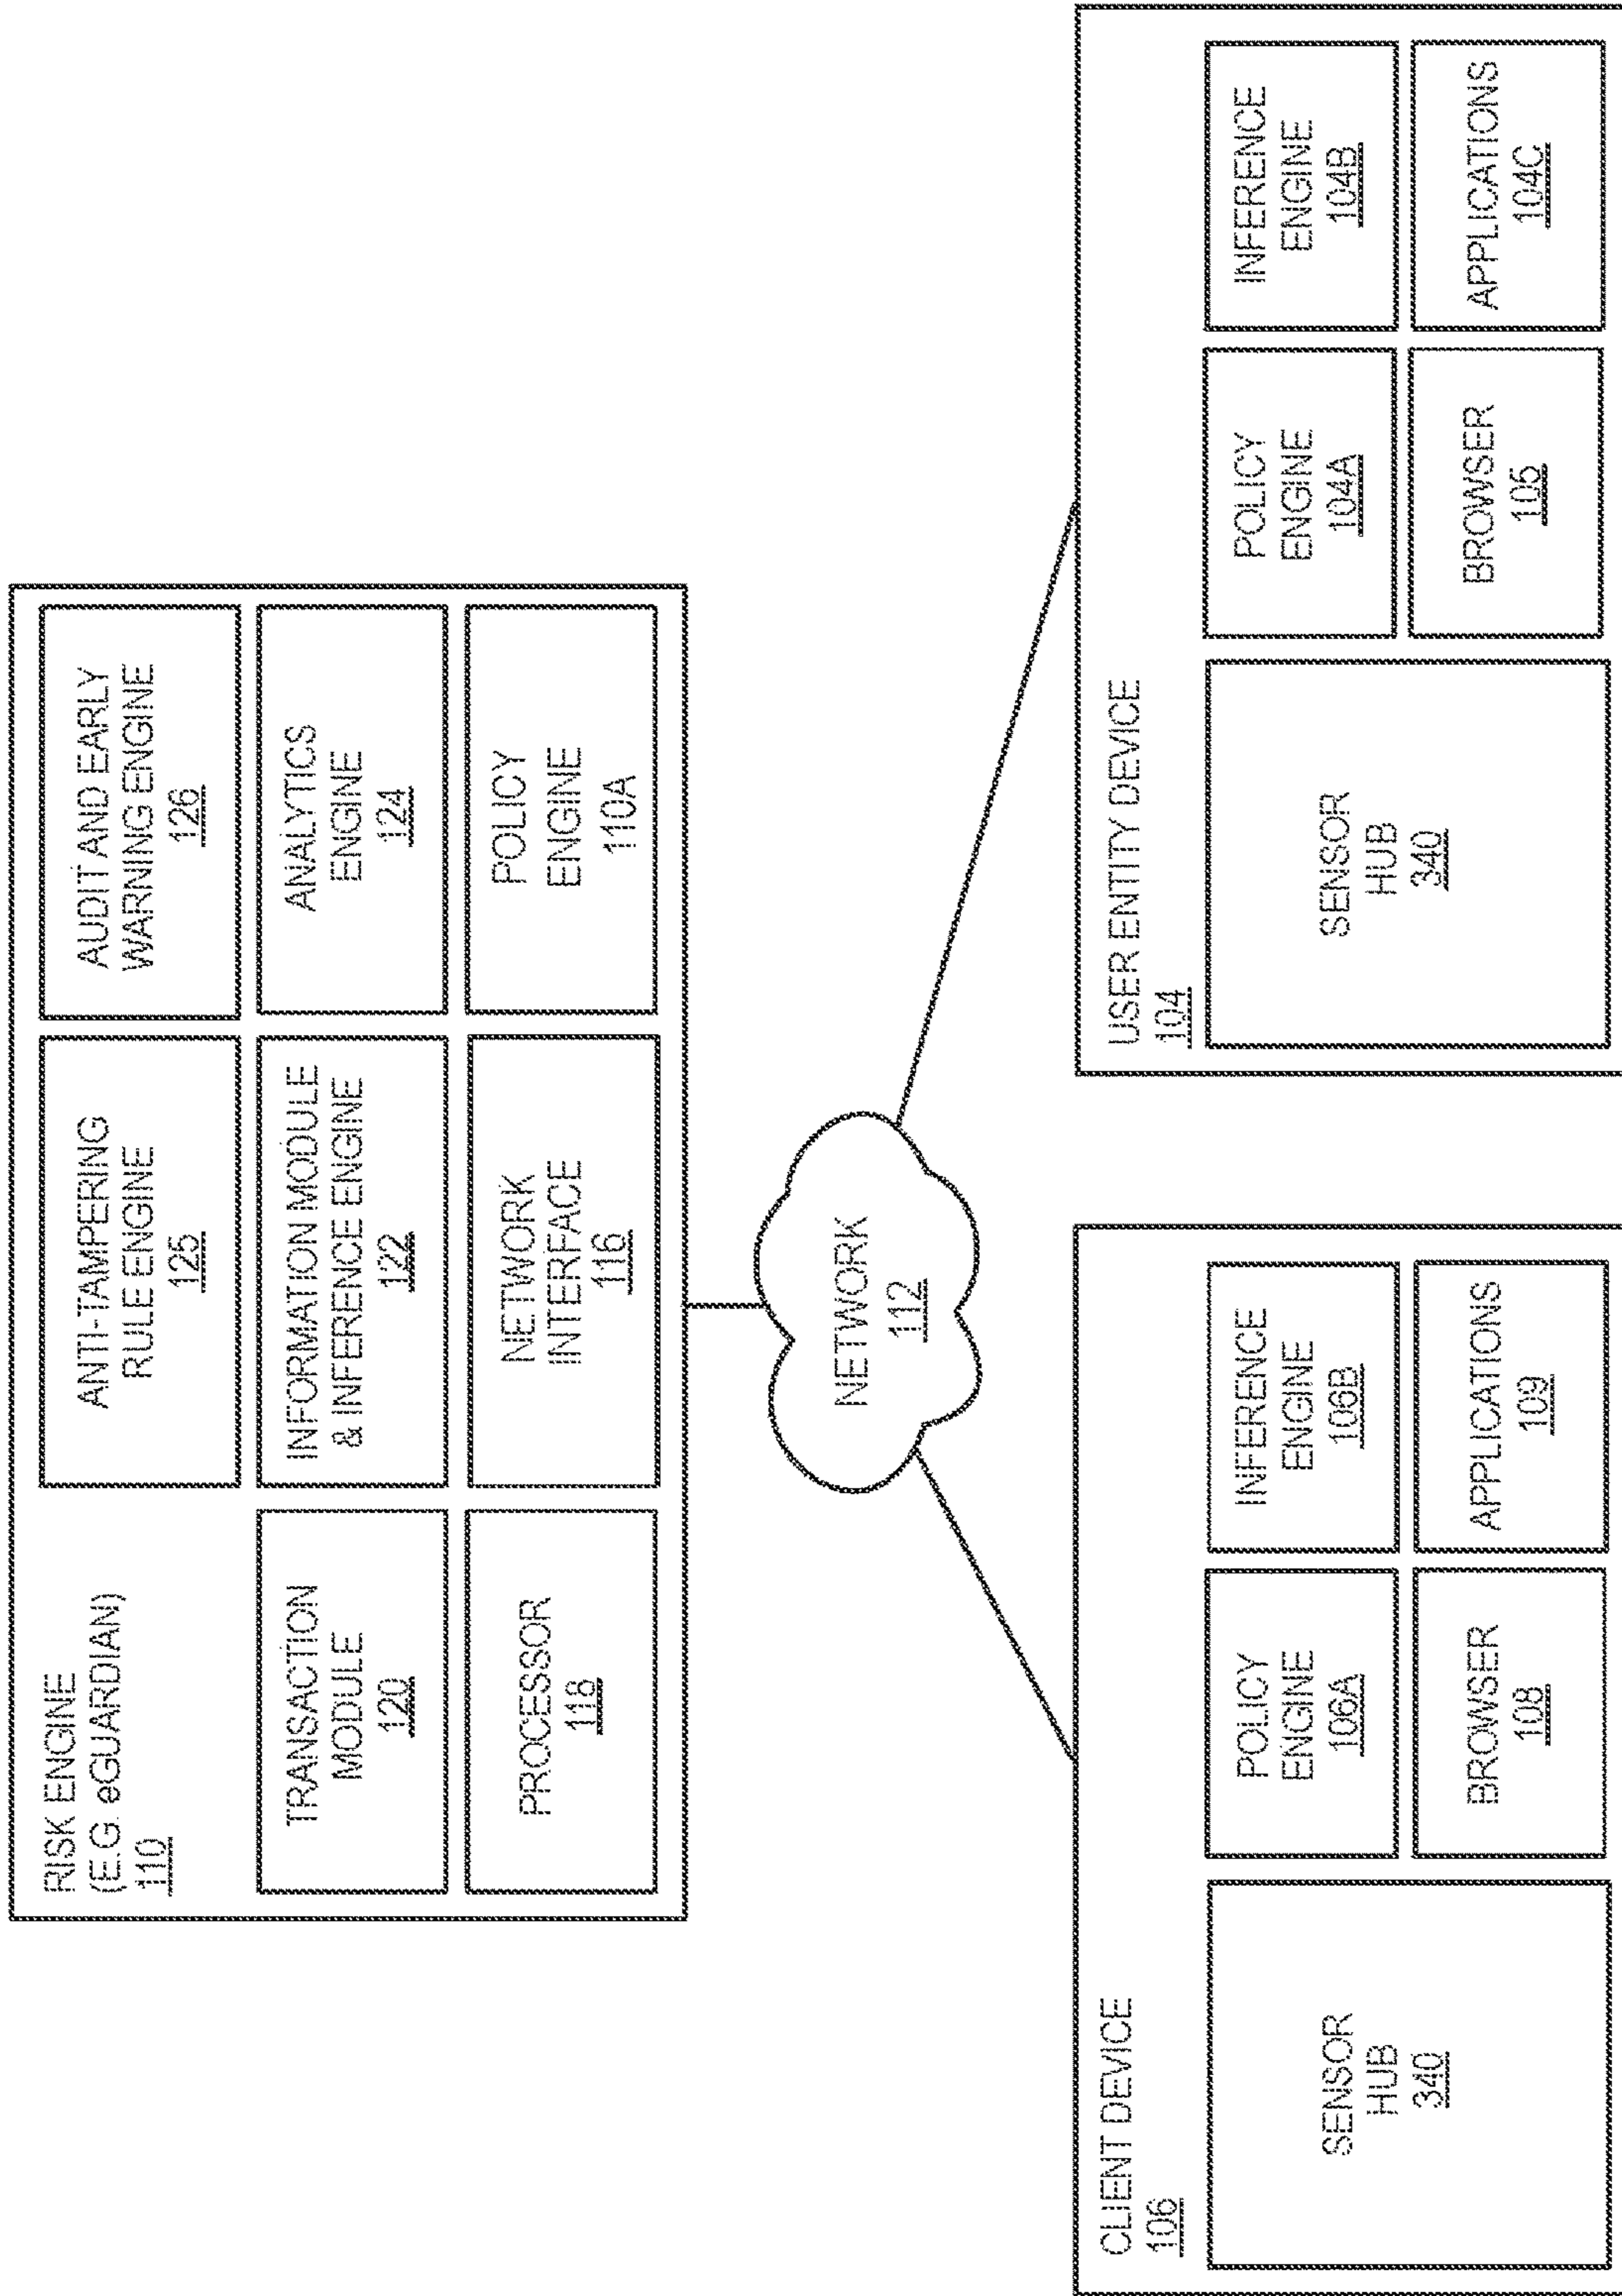 RISK ENGINE
(E.G. eGUARDIAN)
110
ANTI-TAMPERING
RULE ENGINE
125
AUDIT AND EARLY
WARNING ENGINE
126
TRANSACTION
MODULE
120
INFORMATION MODULE
& INFERENCE ENGINE
122
ANALYTICS
ENGINE
124
PROCESSOR
118
NETWORK
INTERFACE
116
POLICY
ENGINE
110A
NETWORK
112
CLIENT DEVICE
106
SENSOR
HUB
340
POLICY
ENGINE
106A
INFERENCE
ENGINE
106B
BROWSER
108
APPLICATIONS
109
USER ENTITY DEVICE
104
SENSOR
HUB
340
POLICY
ENGINE
104A
INFERENCE
ENGINE
104B
BROWSER
105
APPLICATIONS
104C